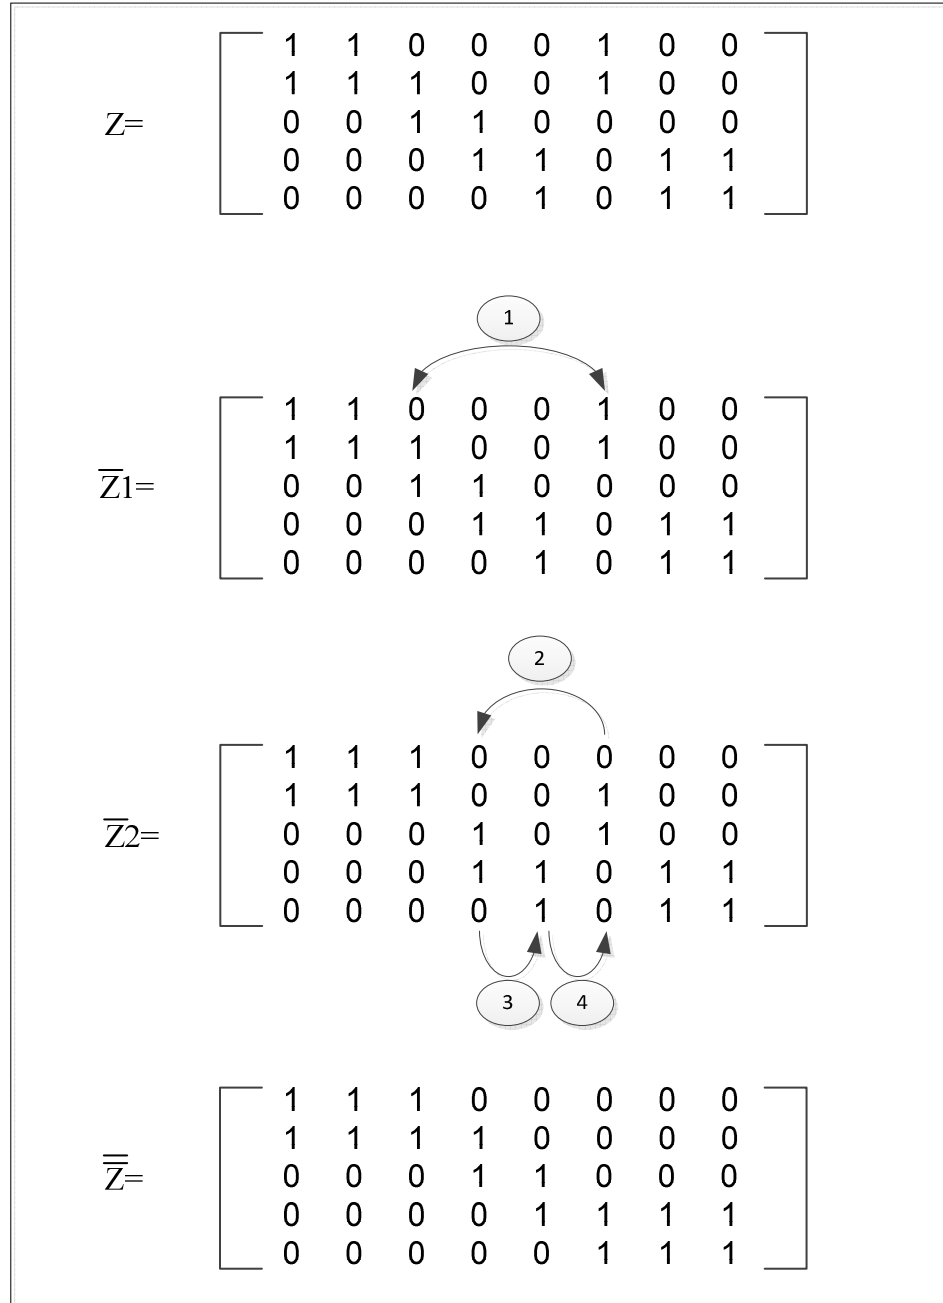 1 1 0 0 0 1 0 0
1 1 1 0 0 1 0 0
Z= 0 0 1 1 0 0 0 0
0 0 0 1 1 0 1 1
0 0 0 0 1 0 1 1
1
1 1 0 0 0 1 0 0
1 1 1 0 0 1 0 0
Z̅1= 0 0 1 1 0 0 0 0
0 0 0 1 1 0 1 1
0 0 0 0 1 0 1 1
2
1 1 1 0 0 0 0 0
1 1 1 0 0 1 0 0
Z̅2= 0 0 0 1 0 1 0 0
0 0 0 1 1 0 1 1
0 0 0 0 1 0 1 1
3 4
1 1 1 0 0 0 0 0
1 1 1 1 0 0 0 0
Z̿= 0 0 0 1 1 0 0 0
0 0 0 0 1 1 1 1
0 0 0 0 0 1 1 1